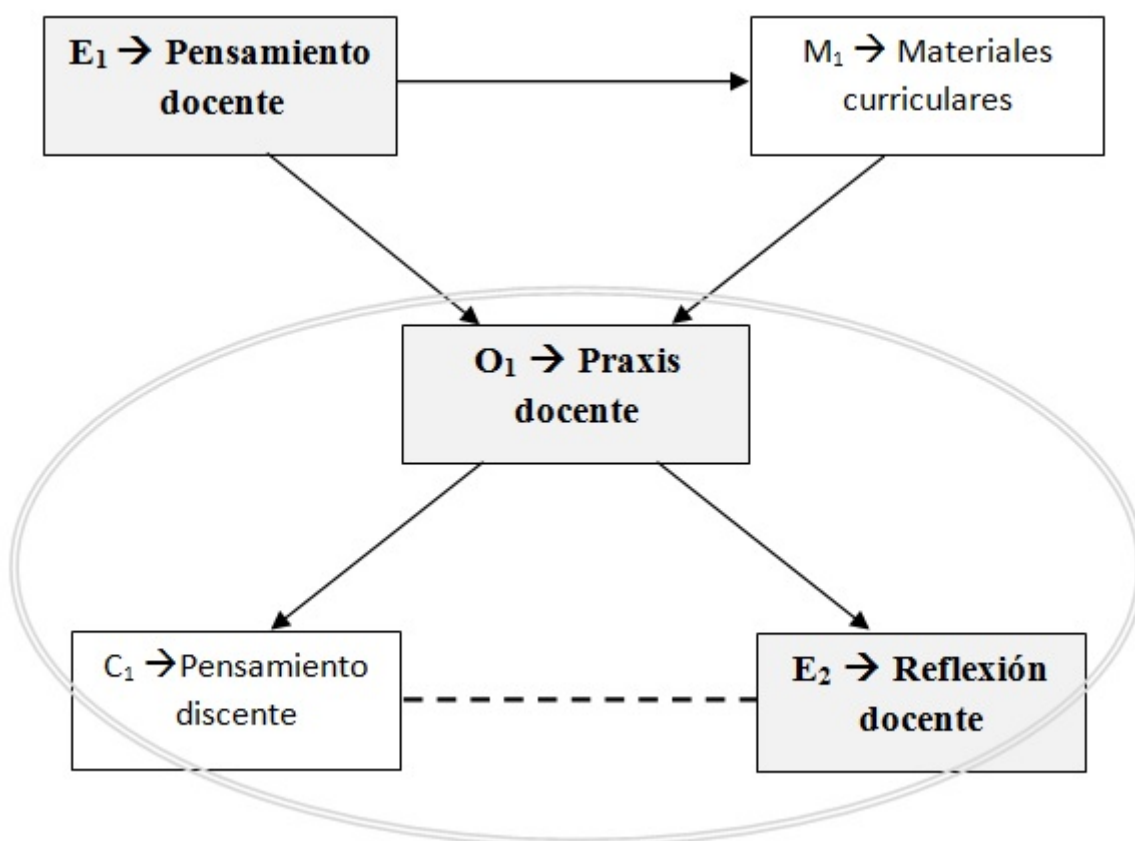 E₁ → Pensamiento
docente
M₁ → Materiales
curriculares
O₁ → Praxis
docente
C₁ →Pensamiento
discente
E₂ → Reflexión
docente